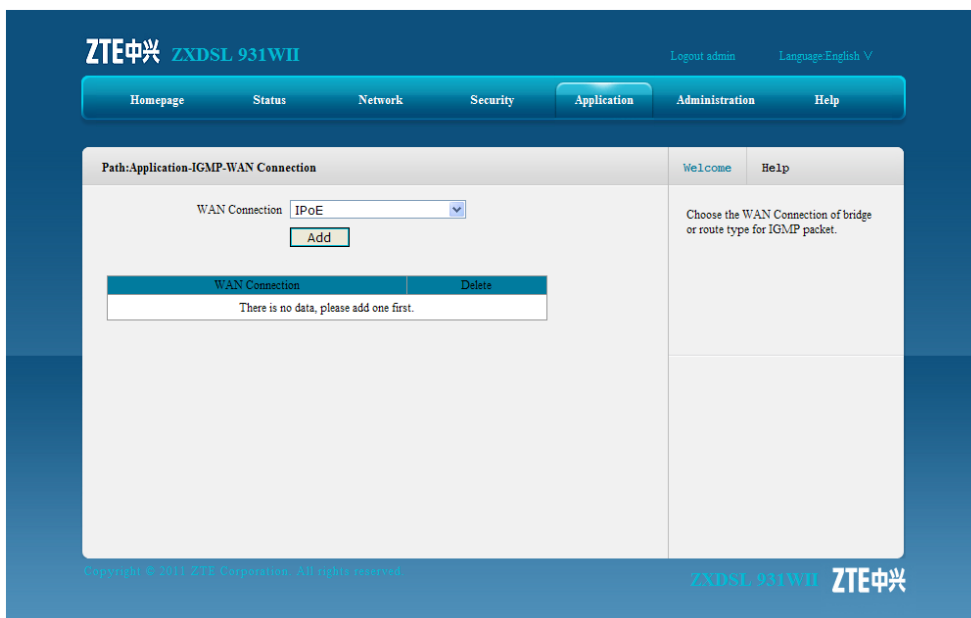 ZTE中兴 ZXDSL 931WII
Logout admin Language:English V
Homepage Status Network Security Application Administration Help
Path:Application-IGMP-WAN Connection
Welcome Help
WAN Connection IPoE
Add
Choose the WAN Connection of bridge
or route type for IGMP packet.
WAN Connection Delete
There is no data, please add one first.
Copyright © 2011 ZTE Corporation. All rights reserved.
ZXDSL 931WII ZTE中兴